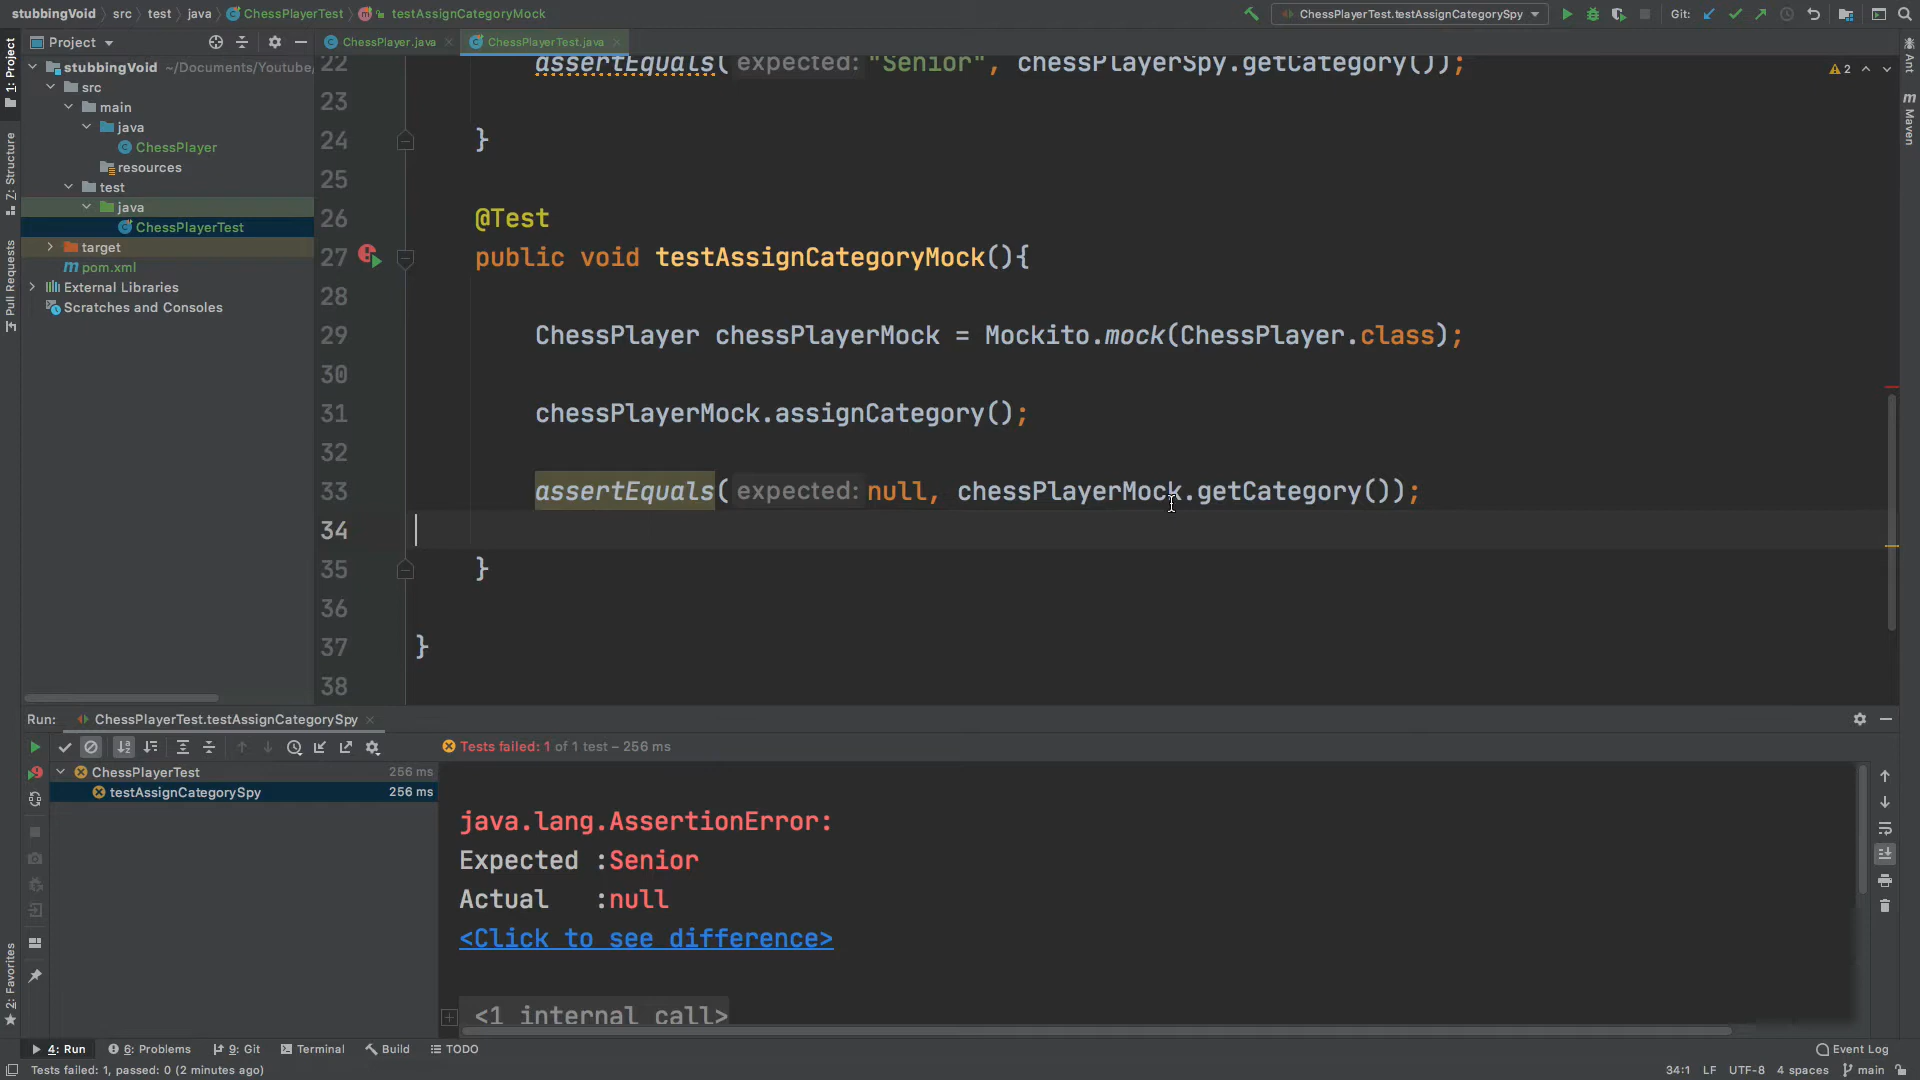 stubbingVoid › src › test › java › ChessPlayerTest › testAssignCategoryMock
ChessPlayerTest.testAssignCategorySpy
Git:
Project
ChessPlayer.java
ChessPlayerTest.java
1: Project
Z: Structure
Pull Requests
2: Favorites
Ant
Maven
stubbingVoid ~/Documents/Youtube/
src
main
java
ChessPlayer
resources
test
java
ChessPlayerTest
target
pom.xml
External Libraries
Scratches and Consoles
2
22 assertEquals( expected: "Senior", chessPlayerSpy.getCategory());
23
24 }
25
26 @Test
27 public void testAssignCategoryMock(){
28
29 ChessPlayer chessPlayerMock = Mockito.mock(ChessPlayer.class);
30
31 chessPlayerMock.assignCategory();
32
33 assertEquals( expected: null, chessPlayerMock.getCategory());
34
35 }
36
37 }
38
Run: ChessPlayerTest.testAssignCategorySpy
Tests failed: 1 of 1 test – 256 ms
ChessPlayerTest 256 ms
testAssignCategorySpy 256 ms
java.lang.AssertionError:
Expected :Senior
Actual :null
<Click to see difference>
<1 internal call>
4: Run
6: Problems
9: Git
Terminal
Build
TODO
Event Log
Tests failed: 1, passed: 0 (2 minutes ago)
34:1 LF UTF-8 4 spaces main